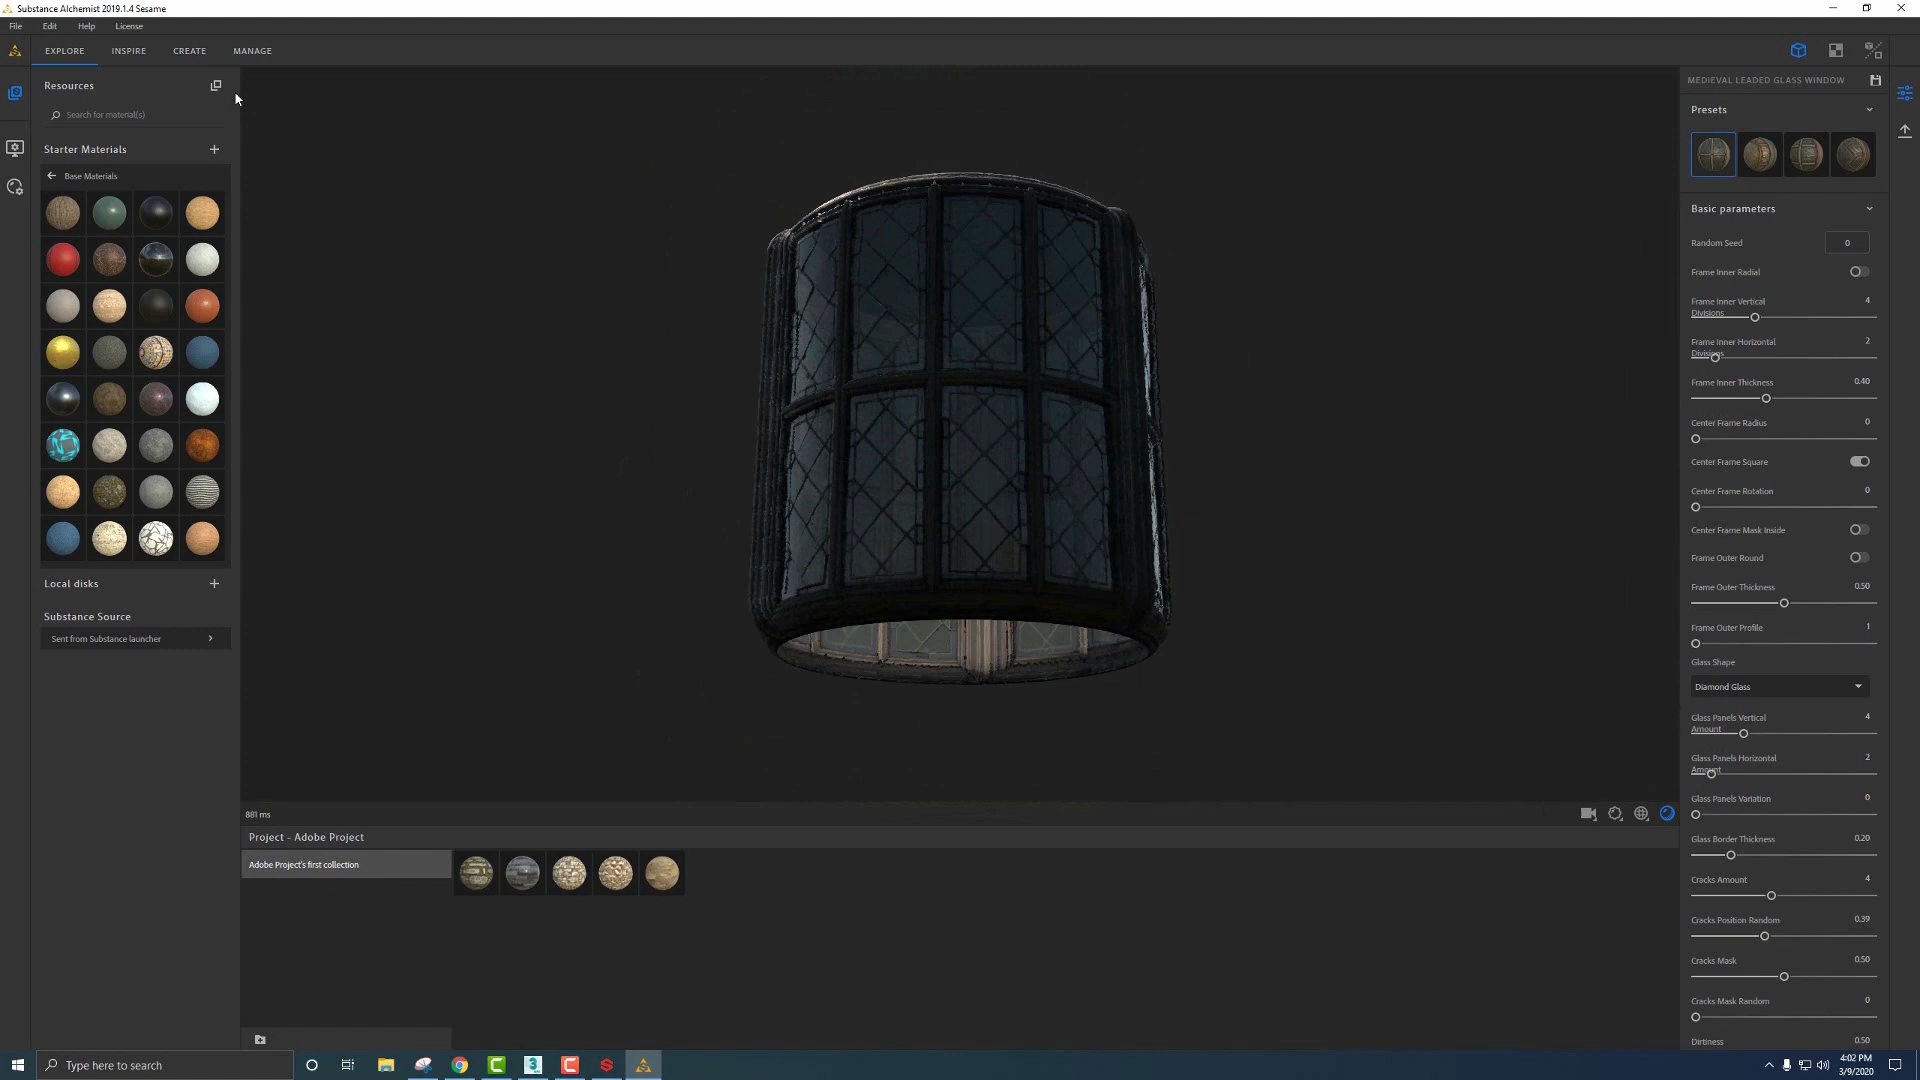 Substance Alchemist 2019.1.4 Sesame
File Edit Help License
EXPLORE INSPIRE CREATE MANAGE
Resources
Search for material(s)
Starter Materials
Base Materials
Local disks
Substance Source
Sent from Substance launcher
881 ms
Project - Adobe Project
Adobe Project's first collection
MEDIEVAL LEADED GLASS WINDOW
Presets
Basic parameters
Random Seed 0
Frame Inner Radial
Frame Inner Vertical 4
Divisions
Frame Inner Horizontal 2
Divisions
Frame Inner Thickness 0.40
Center Frame Radius 0
Center Frame Square
Center Frame Rotation 0
Center Frame Mask Inside
Frame Outer Round
Frame Outer Thickness 0.50
Frame Outer Profile 1
Glass Shape
Diamond Glass
Glass Panels Vertical 4
Amount
Glass Panels Horizontal 2
Amount
Glass Panels Variation 0
Glass Border Thickness 0.20
Cracks Amount 4
Cracks Position Random 0.39
Cracks Mask 0.50
Cracks Mask Random 0
Dirtiness 0.50
Type here to search
4:02 PM
3/9/2020